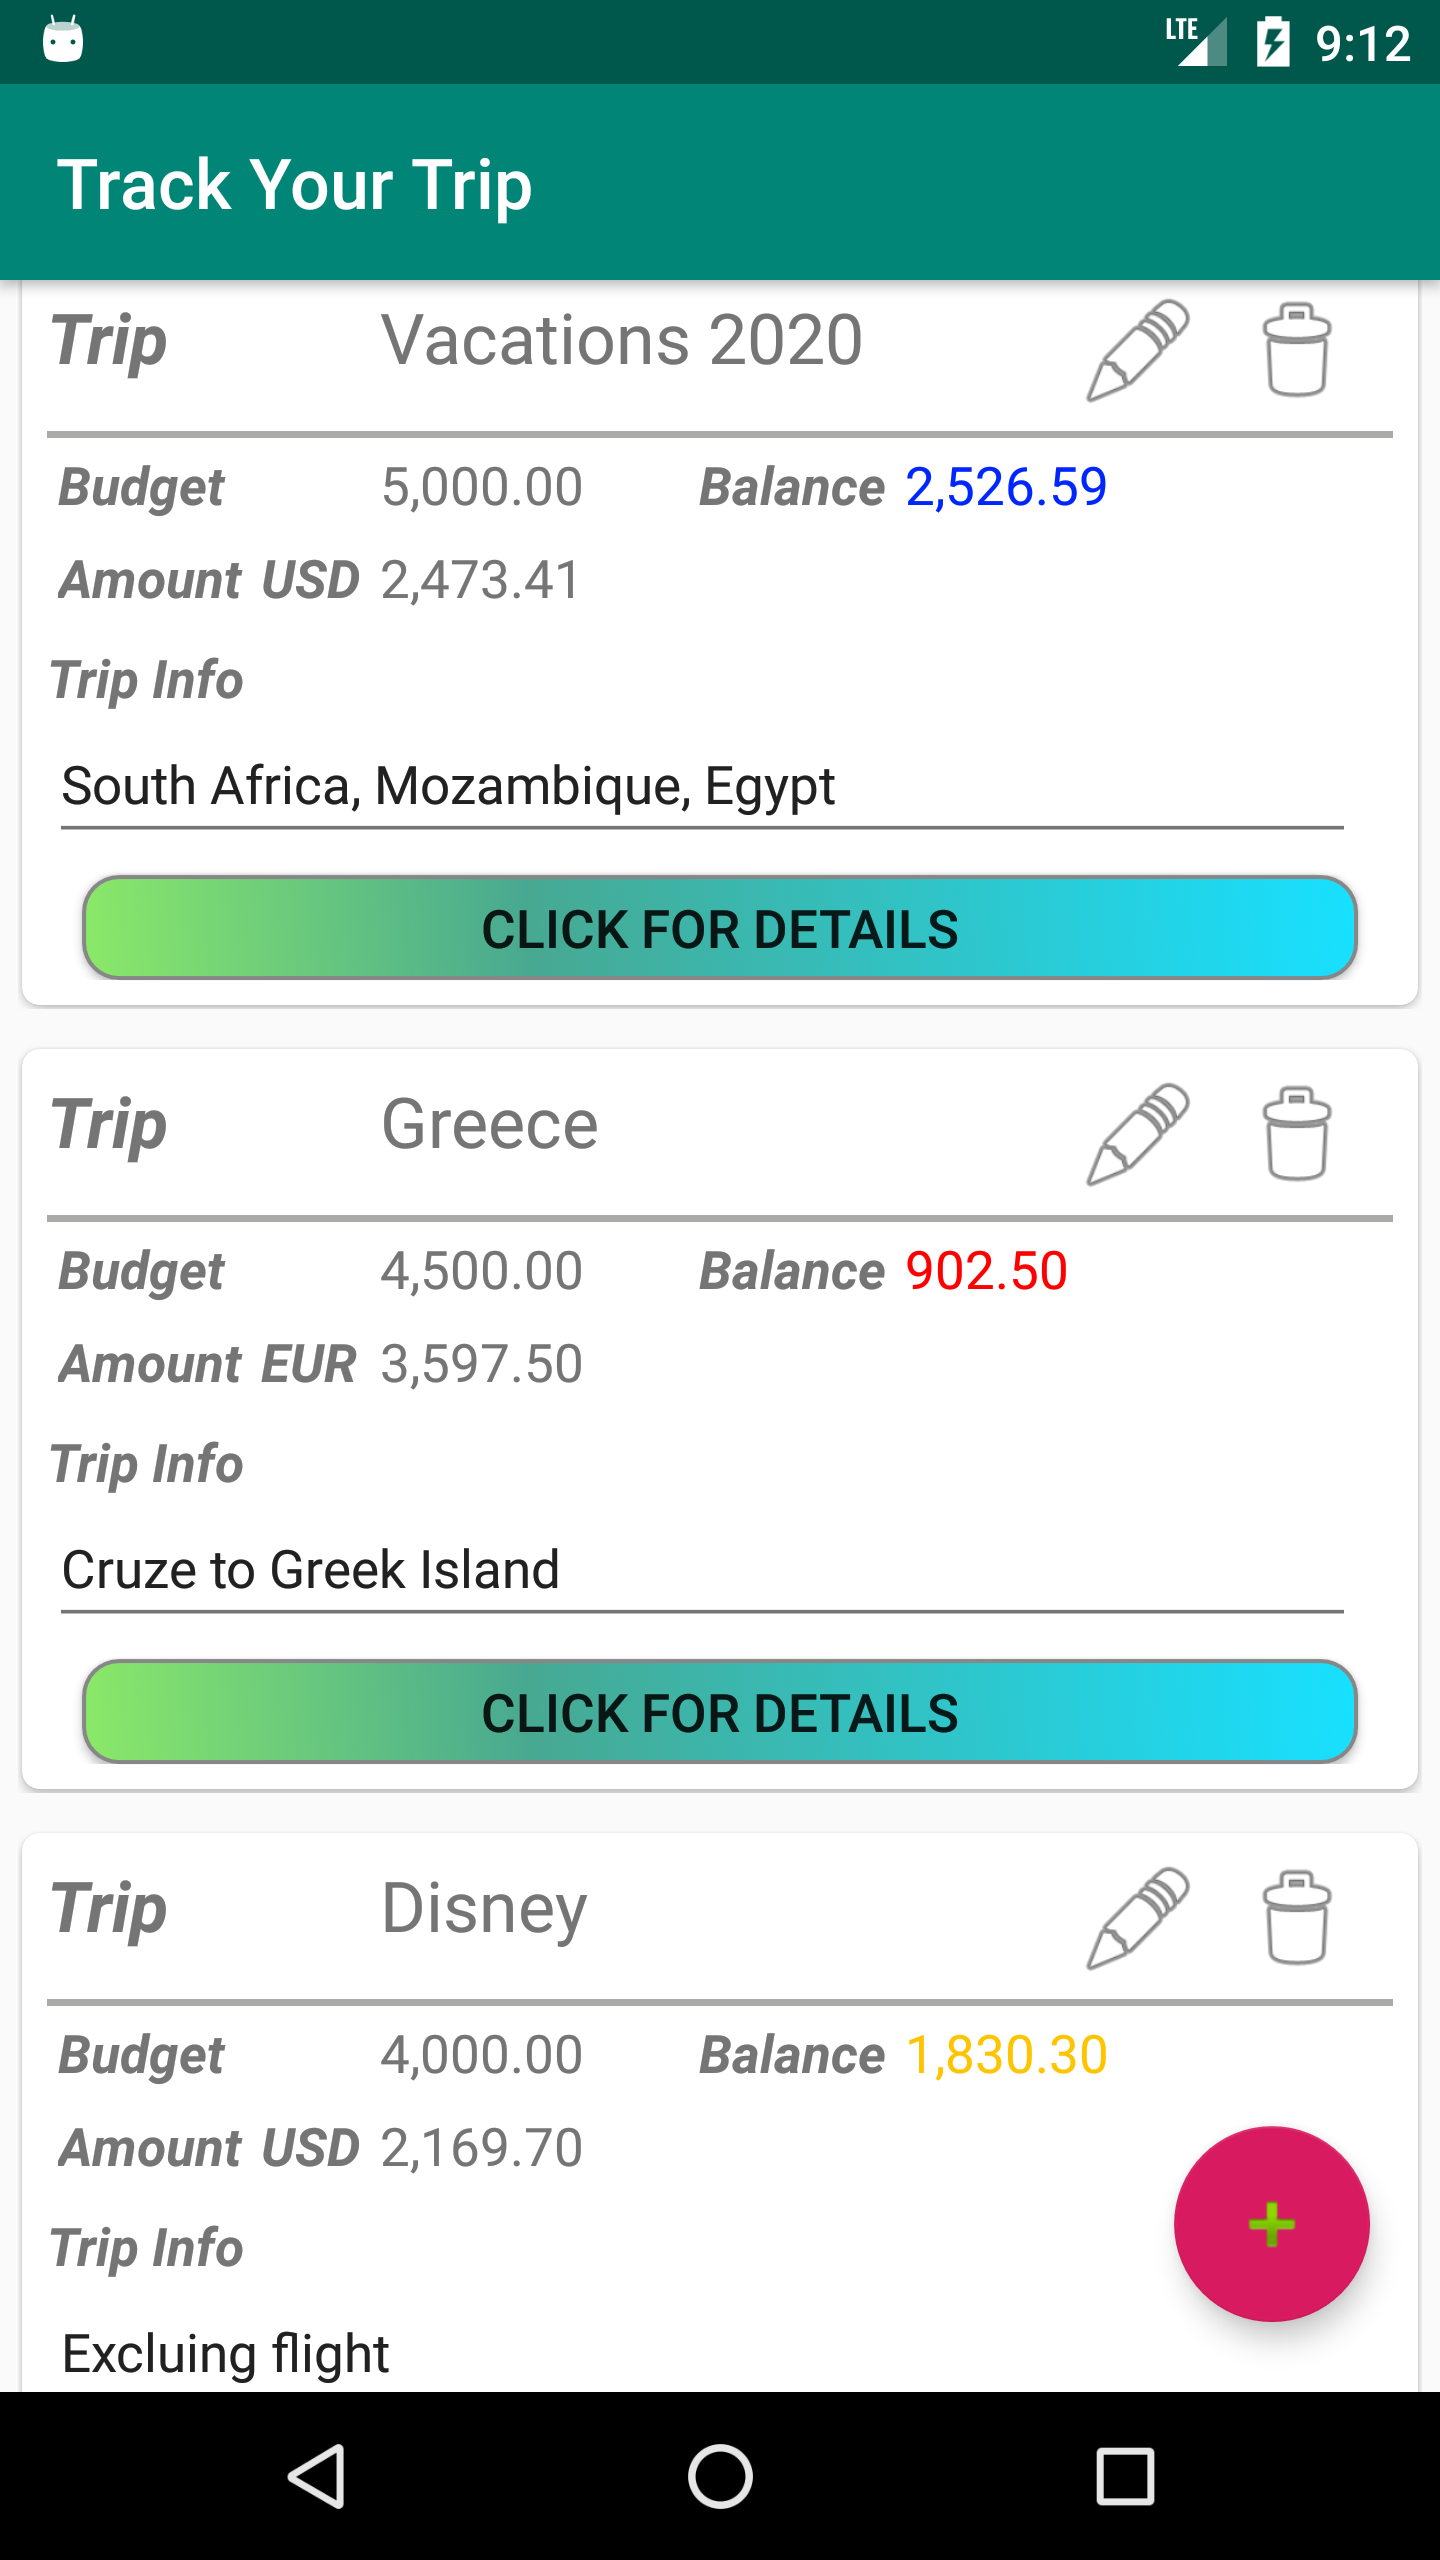 LTE 9:12
Track Your Trip
Trip Vacations 2020
Budget 5,000.00 Balance 2,526.59
Amount USD 2,473.41
Trip Info
South Africa, Mozambique, Egypt
CLICK FOR DETAILS
Trip Greece
Budget 4,500.00 Balance 902.50
Amount EUR 3,597.50
Trip Info
Cruze to Greek Island
CLICK FOR DETAILS
Trip Disney
Budget 4,000.00 Balance 1,830.30
Amount USD 2,169.70
Trip Info
Excluing flight